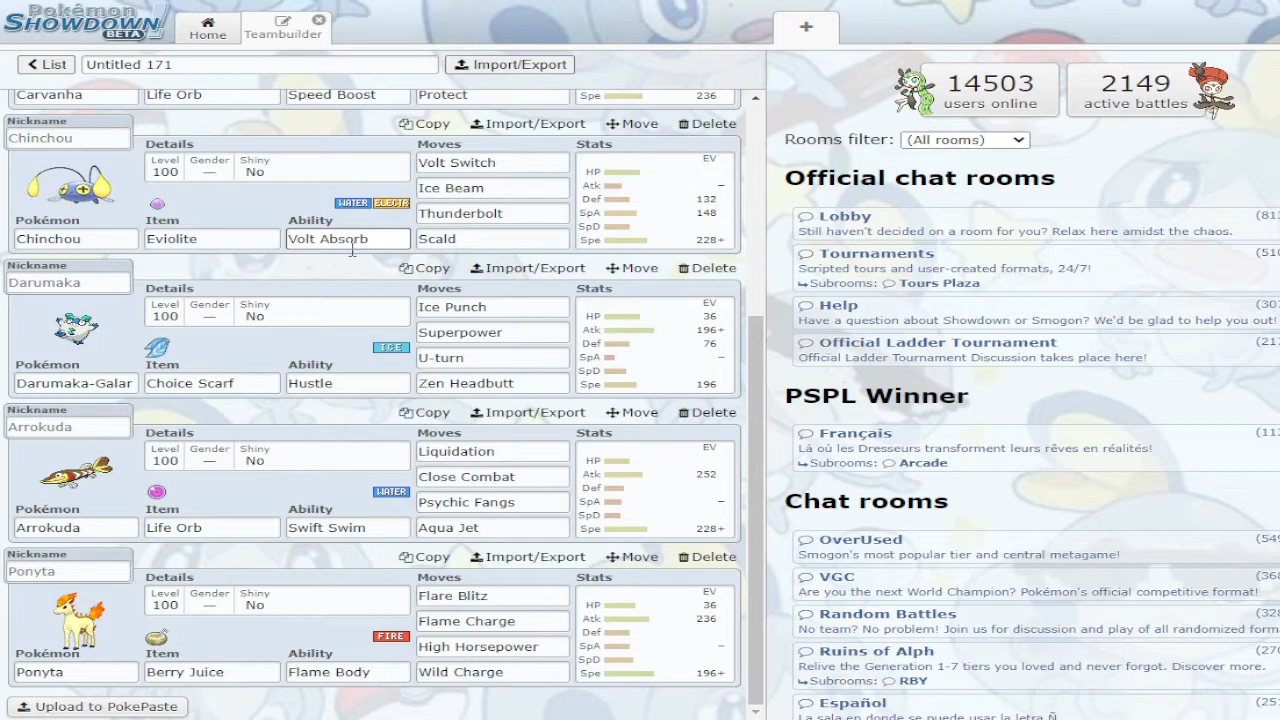 Pokémon
SHOWDOWN!
BETA
Home
Teambuilder
+
< List
Untitled 171
Import/Export
Carvanha
Life Orb
Speed Boost
Protect
Spe
236
Nickname
Chinchou
Copy
Import/Export
Move
Delete
Details
Moves
Stats
Level
100
Gender
—
Shiny
No
WATER
ELECTR
Pokémon
Chinchou
Item
Eviolite
Ability
Volt Absorb
Volt Switch
Ice Beam
Thunderbolt
Scald
EV
HP
Atk –
Def 132
SpA 148
SpD
Spe 228+
Nickname
Darumaka
Copy
Import/Export
Move
Delete
Details
Moves
Stats
Level
100
Gender
—
Shiny
No
ICE
Pokémon
Darumaka-Galar
Item
Choice Scarf
Ability
Hustle
Ice Punch
Superpower
U-turn
Zen Headbutt
EV
HP 36
Atk 196+
Def 76
SpA –
SpD
Spe 196
Nickname
Arrokuda
Copy
Import/Export
Move
Delete
Details
Moves
Stats
Level
100
Gender
—
Shiny
No
WATER
Pokémon
Arrokuda
Item
Life Orb
Ability
Swift Swim
Liquidation
Close Combat
Psychic Fangs
Aqua Jet
EV
HP
Atk 252
Def
SpA –
SpD
Spe 228+
Nickname
Ponyta
Copy
Import/Export
Move
Delete
Details
Moves
Stats
Level
100
Gender
—
Shiny
No
FIRE
Pokémon
Ponyta
Item
Berry Juice
Ability
Flame Body
Flare Blitz
Flame Charge
High Horsepower
Wild Charge
EV
HP 36
Atk 236
Def
SpA –
SpD
Spe 196+
Upload to PokePaste
14503
users online
2149
active battles
Rooms filter:
(All rooms)
Official chat rooms
Lobby
Still haven't decided on a room for you? Relax here amidst the chaos.
Tournaments
Scripted tours and user-created formats, 24/7!
Subrooms: Tours Plaza
Help
Have a question about Showdown or Smogon? We'd be glad to help you out!
Official Ladder Tournament
Official Ladder Tournament Discussion takes place here!
PSPL Winner
Français
Là où les Dresseurs transforment leurs rêves en réalités!
Subrooms: Arcade
Chat rooms
OverUsed
Smogon's most popular tier and central metagame!
VGC
Are you the next World Champion? Pokémon's official competitive format!
Random Battles
No team? No problem! Join us for discussion and play of all randomized form
Ruins of Alph
Relive the Generation 1-7 tiers you loved and never forgot. Discover more.
Subrooms: RBY
Español
La sala en donde se puede usar la letra Ñ